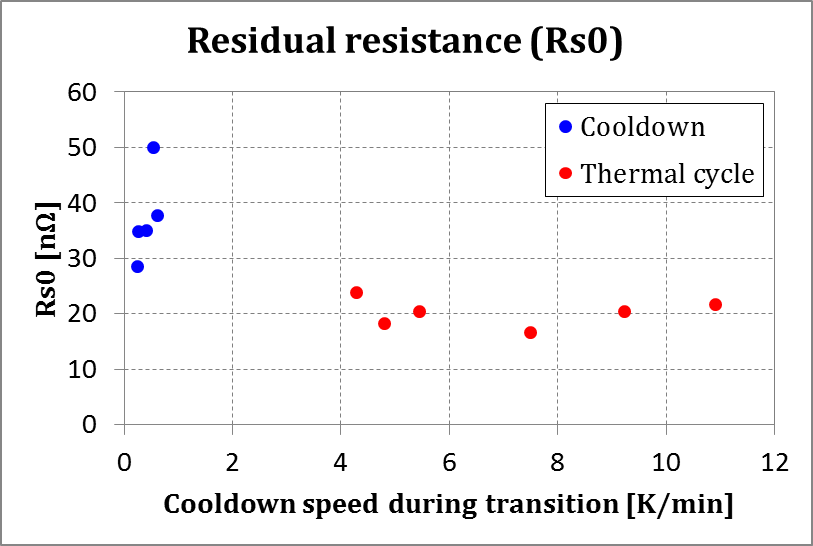 Residual resistance (Rs0)
60
50
40
30
20
10
0
Rs0 [nΩ]
Cooldown
Thermal cycle
0 2 4 6 8 10 12
Cooldown speed during transition [K/min]